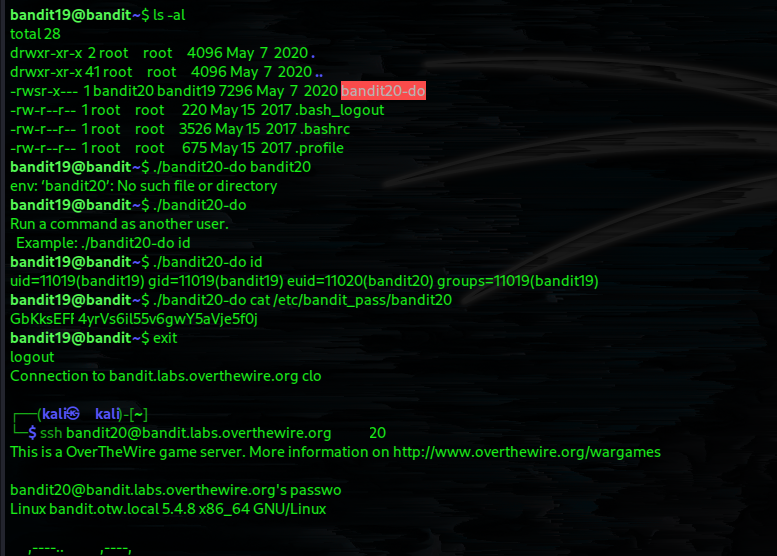 bandit19@bandit:~$ ls -al
total 28
drwxr-xr-x 2 root root 4096 May 7 2020 .
drwxr-xr-x 41 root root 4096 May 7 2020 ..
-rwsr-x--- 1 bandit20 bandit19 7296 May 7 2020 bandit20-do
-rw-r--r-- 1 root root 220 May 15 2017 .bash_logout
-rw-r--r-- 1 root root 3526 May 15 2017 .bashrc
-rw-r--r-- 1 root root 675 May 15 2017 .profile
bandit19@bandit:~$ ./bandit20-do bandit20
env: ‘bandit20’: No such file or directory
bandit19@bandit:~$ ./bandit20-do
Run a command as another user.
Example: ./bandit20-do id
bandit19@bandit:~$ ./bandit20-do id
uid=11019(bandit19) gid=11019(bandit19) euid=11020(bandit20) groups=11019(bandit19)
bandit19@bandit:~$ ./bandit20-do cat /etc/bandit_pass/bandit20
bandit19@bandit:~$ exit
logout
Connection to bandit.labs.overthewire.org clo
┌──(kali㉿ kali)-[~]
└─$ ssh bandit20@bandit.labs.overthewire.org 20
This is a OverTheWire game server. More information on http://www.overthewire.org/wargames
bandit20@bandit.labs.overthewire.org's passwo
Linux bandit.otw.local 5.4.8 x86_64 GNU/Linux
,----.. ,----,